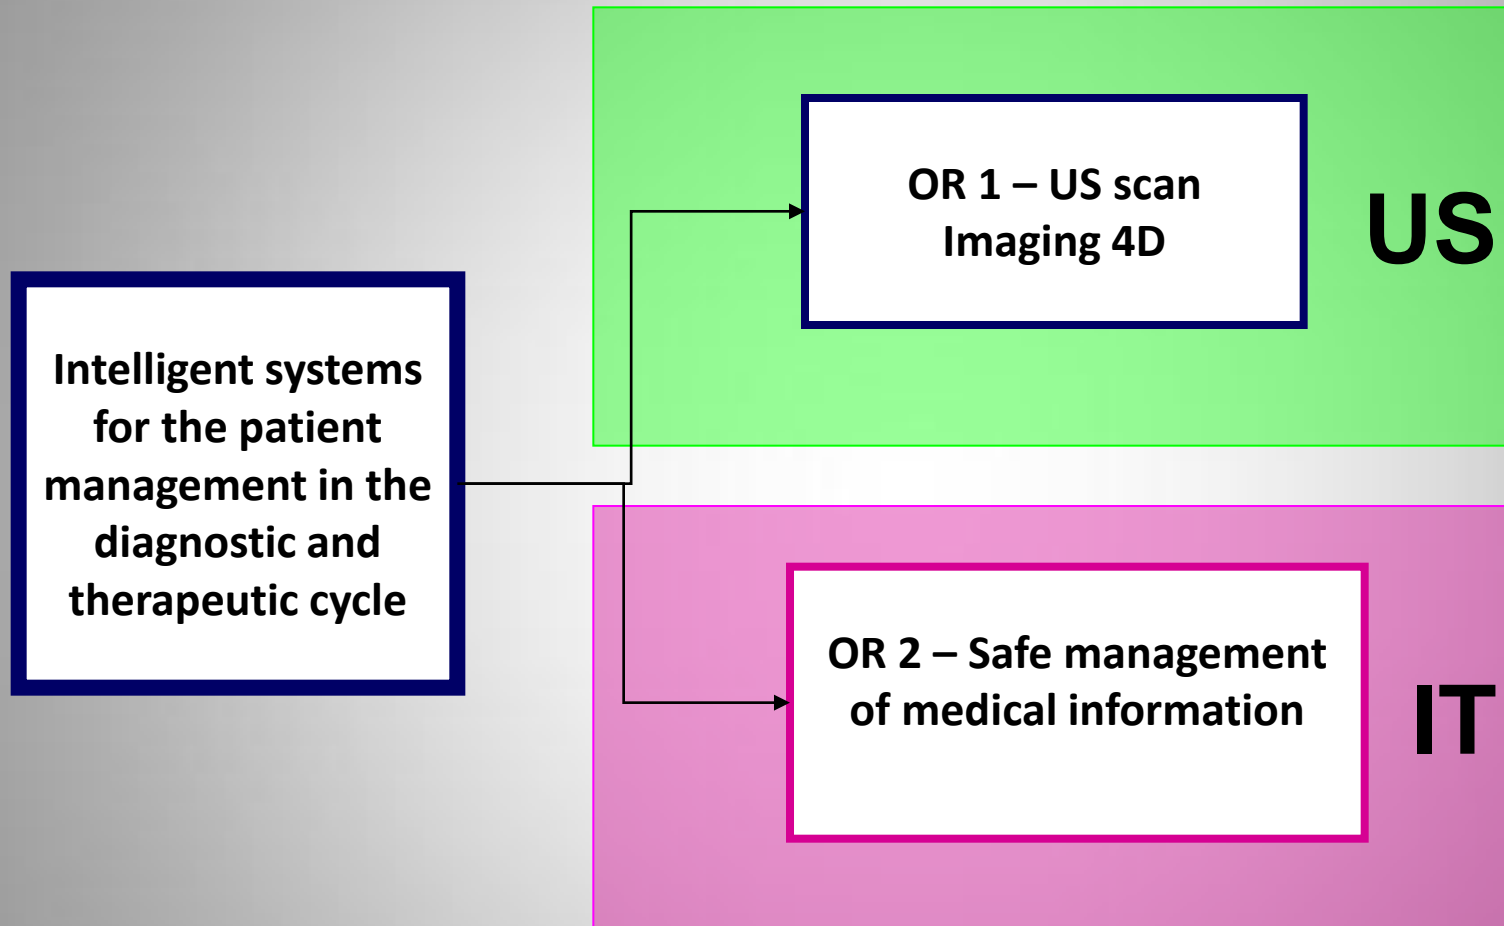 Intelligent systems
for the patient
management in the
diagnostic and
therapeutic cycle
OR 1 – US scan
Imaging 4D
US
OR 2 – Safe management
of medical information
IT